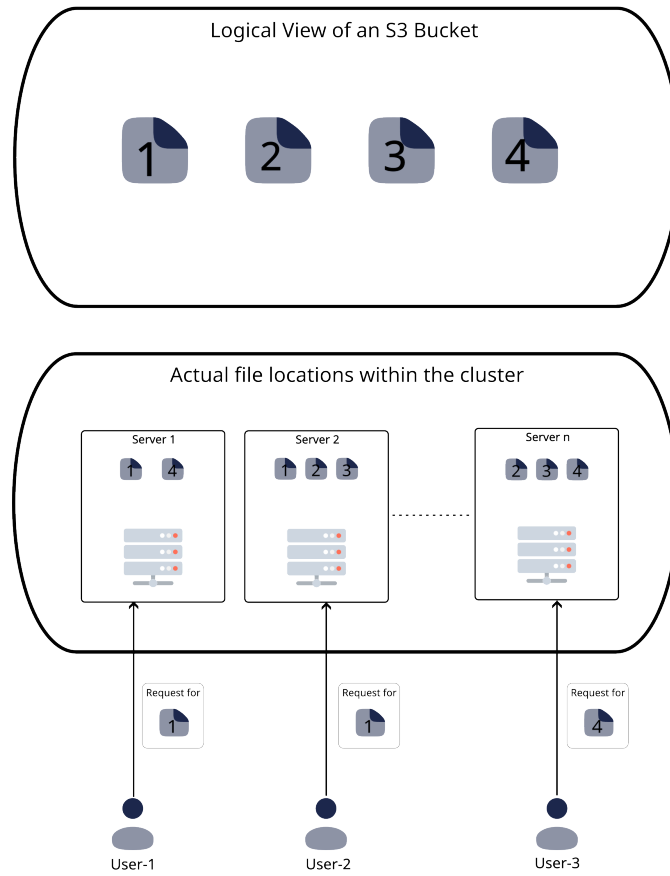 Logical View of an S3 Bucket
1 2 3 4
Actual file locations within the cluster
Server 1 Server 2 Server n
1 4 1 2 3 2 3 4
Request for Request for Request for
1 1 4
User-1 User-2 User-3